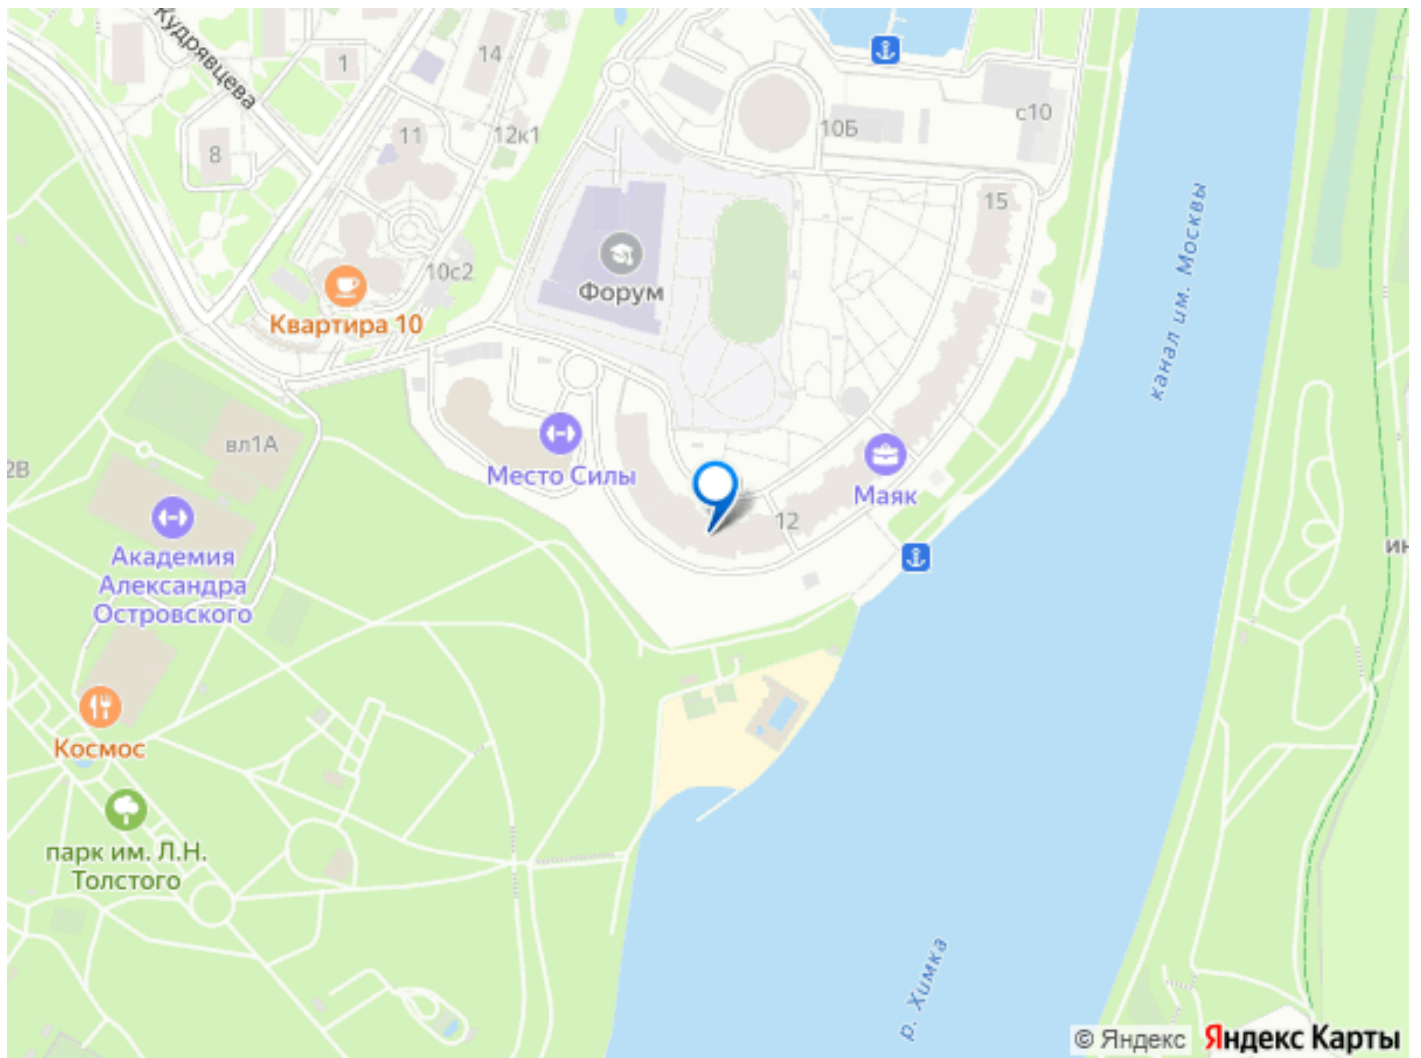 Кудрявцева
1
14
8
11
12к1
10Б
с10
15
10с2
Форум
Квартира 10
канал им. Москвы
вл1А
2В
Место Силы
Маяк
12
Академия
Александра
Островского
Космос
парк им. Л.Н.
Толстого
р. Химка
© Яндекс
Яндекс Карты